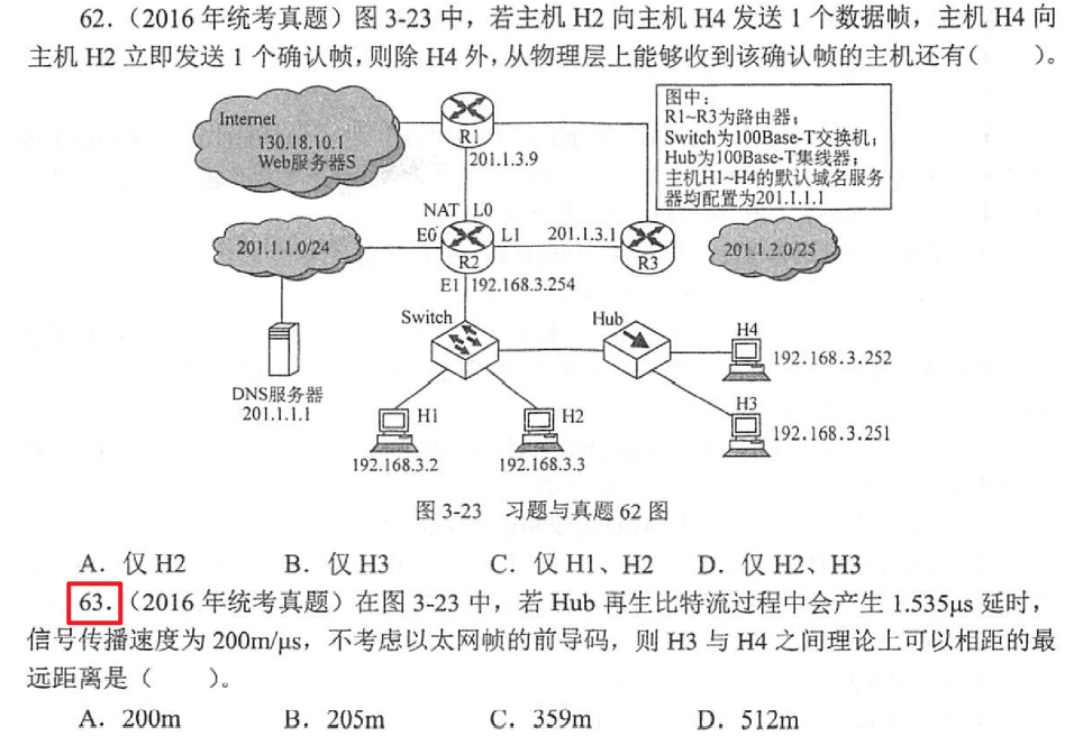 62.（2016 年统考真题）图 3-23 中，若主机 H2 向主机 H4 发送 1 个数据帧，主机 H4 向
主机 H2 立即发送 1 个确认帧，则除 H4 外，从物理层上能够收到该确认帧的主机还有（ ）。
Internet
130.18.10.1
Web服务器S
R1
201.1.3.9
图中：
R1~R3为路由器；
Switch为100Base-T交换机；
Hub为100Base-T集线器；
主机H1~H4的默认域名服务
器均配置为201.1.1.1
NAT L0
E0 L1 201.1.3.1
201.1.1.0/24
R2
R3
201.1.2.0/25
E1 192.168.3.254
Switch
Hub
H4
192.168.3.252
DNS服务器
201.1.1.1
H1
H2
H3
192.168.3.251
192.168.3.2
192.168.3.3
图 3-23 习题与真题 62 图
A. 仅 H2 B. 仅 H3 C. 仅 H1、H2 D. 仅 H2、H3
63.（2016 年统考真题）在图 3-23 中，若 Hub 再生比特流过程中会产生 1.535μs 延时，
信号传播速度为 200m/μs，不考虑以太网帧的前导码，则 H3 与 H4 之间理论上可以相距的最
远距离是（ ）。
A. 200m B. 205m C. 359m D. 512m